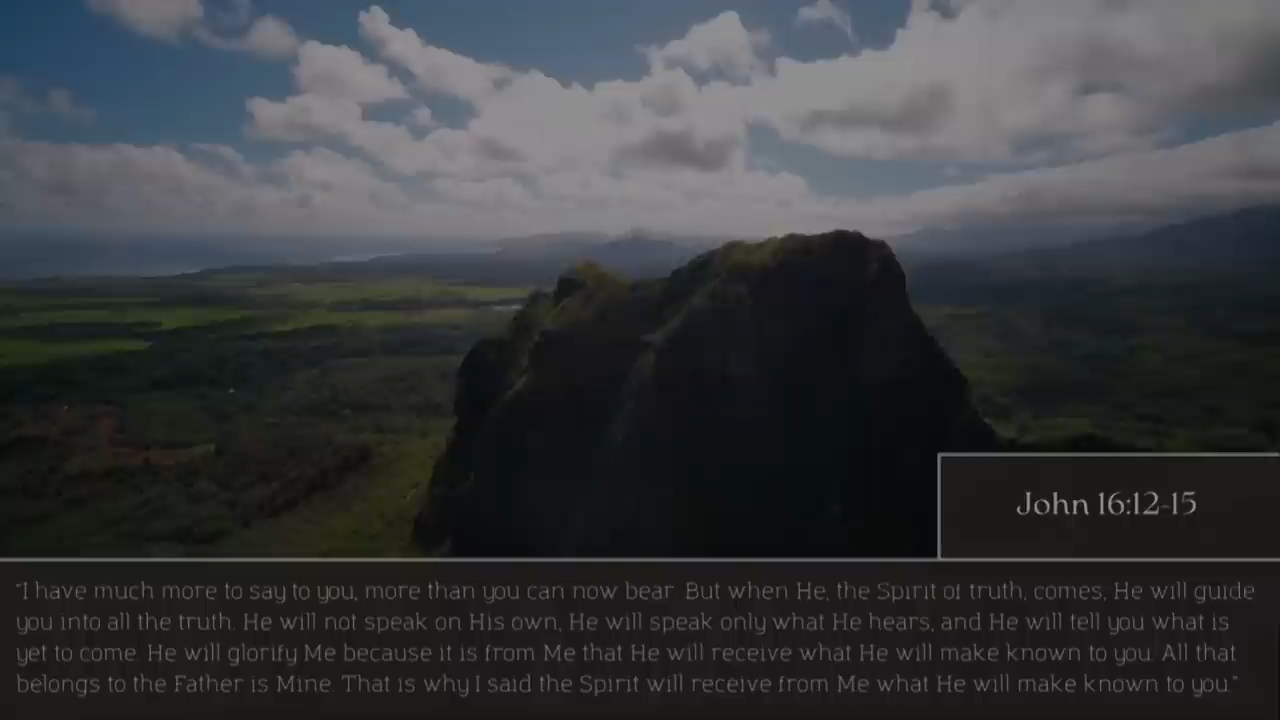 John 16:12-15
"I have much more to say to you, more than you can now bear. But when He, the Spirit of truth, comes, He will guide
you into all the truth. He will not speak on His own, He will speak only what He hears, and He will tell you what is
yet to come. He will glorify Me because it is from Me that He will receive what He will make known to you. All that
belongs to the Father is Mine. That is why I said the Spirit will receive from Me what He will make known to you."